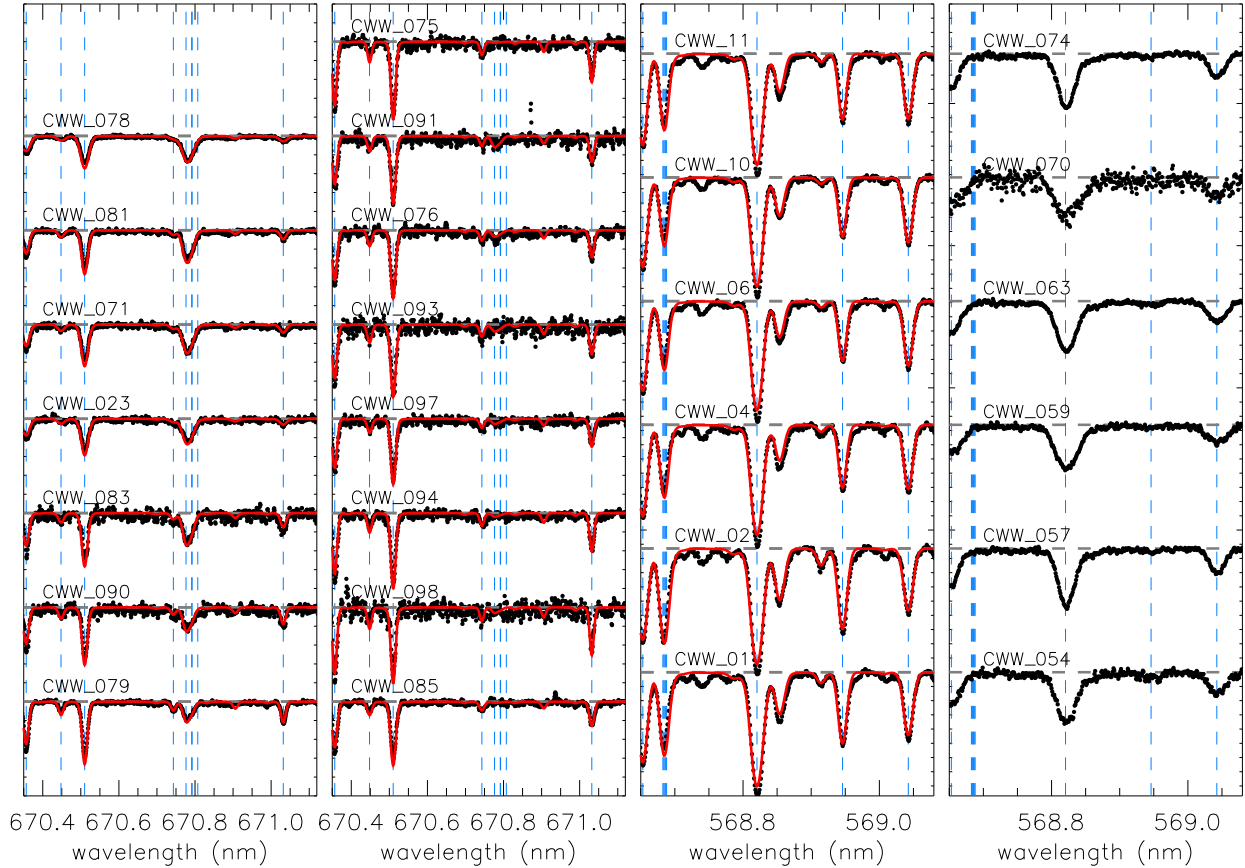 CWW_078
CWW_081
CWW_071
CWW_023
CWW_083
CWW_090
CWW_079
670.4 670.6 670.8 671.0
wavelength (nm)
CWW_075
CWW_091
CWW_076
CWW_093
CWW_097
CWW_094
CWW_098
CWW_085
670.4 670.6 670.8 671.0
wavelength (nm)
CWW_11
CWW_10
CWW_06
CWW_04
CWW_02
CWW_01
568.8 569.0
wavelength (nm)
CWW_074
CWW_070
CWW_063
CWW_059
CWW_057
CWW_054
568.8 569.0
wavelength (nm)